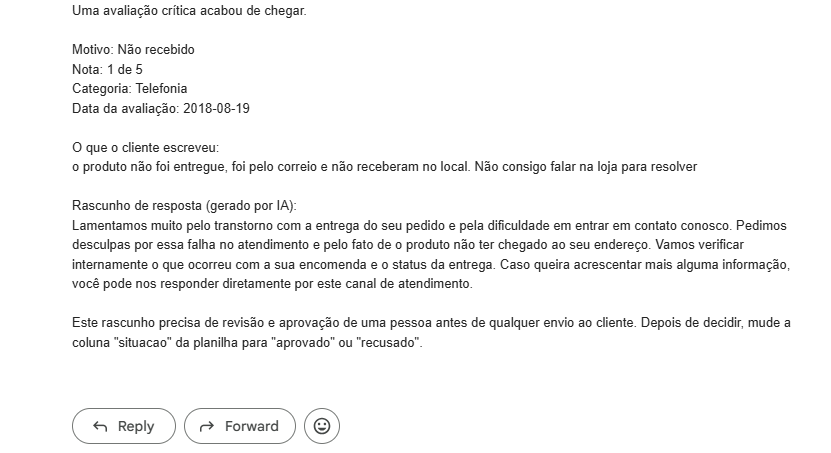 Uma avaliação crítica acabou de chegar.
Motivo: Não recebido
Nota: 1 de 5
Categoria: Telefonia
Data da avaliação: 2018-08-19
O que o cliente escreveu:
o produto não foi entregue, foi pelo correio e não receberam no local. Não consigo falar na loja para resolver
Rascunho de resposta (gerado por IA):
Lamentamos muito pelo transtorno com a entrega do seu pedido e pela dificuldade em entrar em contato conosco. Pedimos
desculpas por essa falha no atendimento e pelo fato de o produto não ter chegado ao seu endereço. Vamos verificar
internamente o que ocorreu com a sua encomenda e o status da entrega. Caso queira acrescentar mais alguma informação,
você pode nos responder diretamente por este canal de atendimento.
Este rascunho precisa de revisão e aprovação de uma pessoa antes de qualquer envio ao cliente. Depois de decidir, mude a
coluna "situacao" da planilha para "aprovado" ou "recusado".
Reply Forward